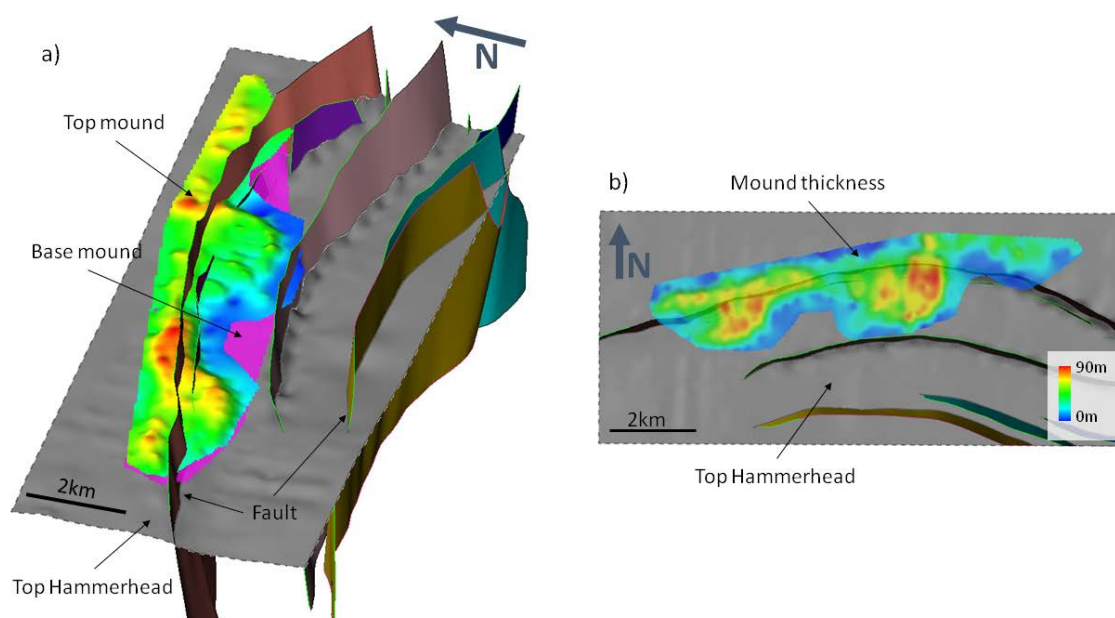 a)
N
Top mound
Base mound
2km
Fault
Top Hammerhead
b)
Mound thickness
N
90m
0m
2km
Top Hammerhead